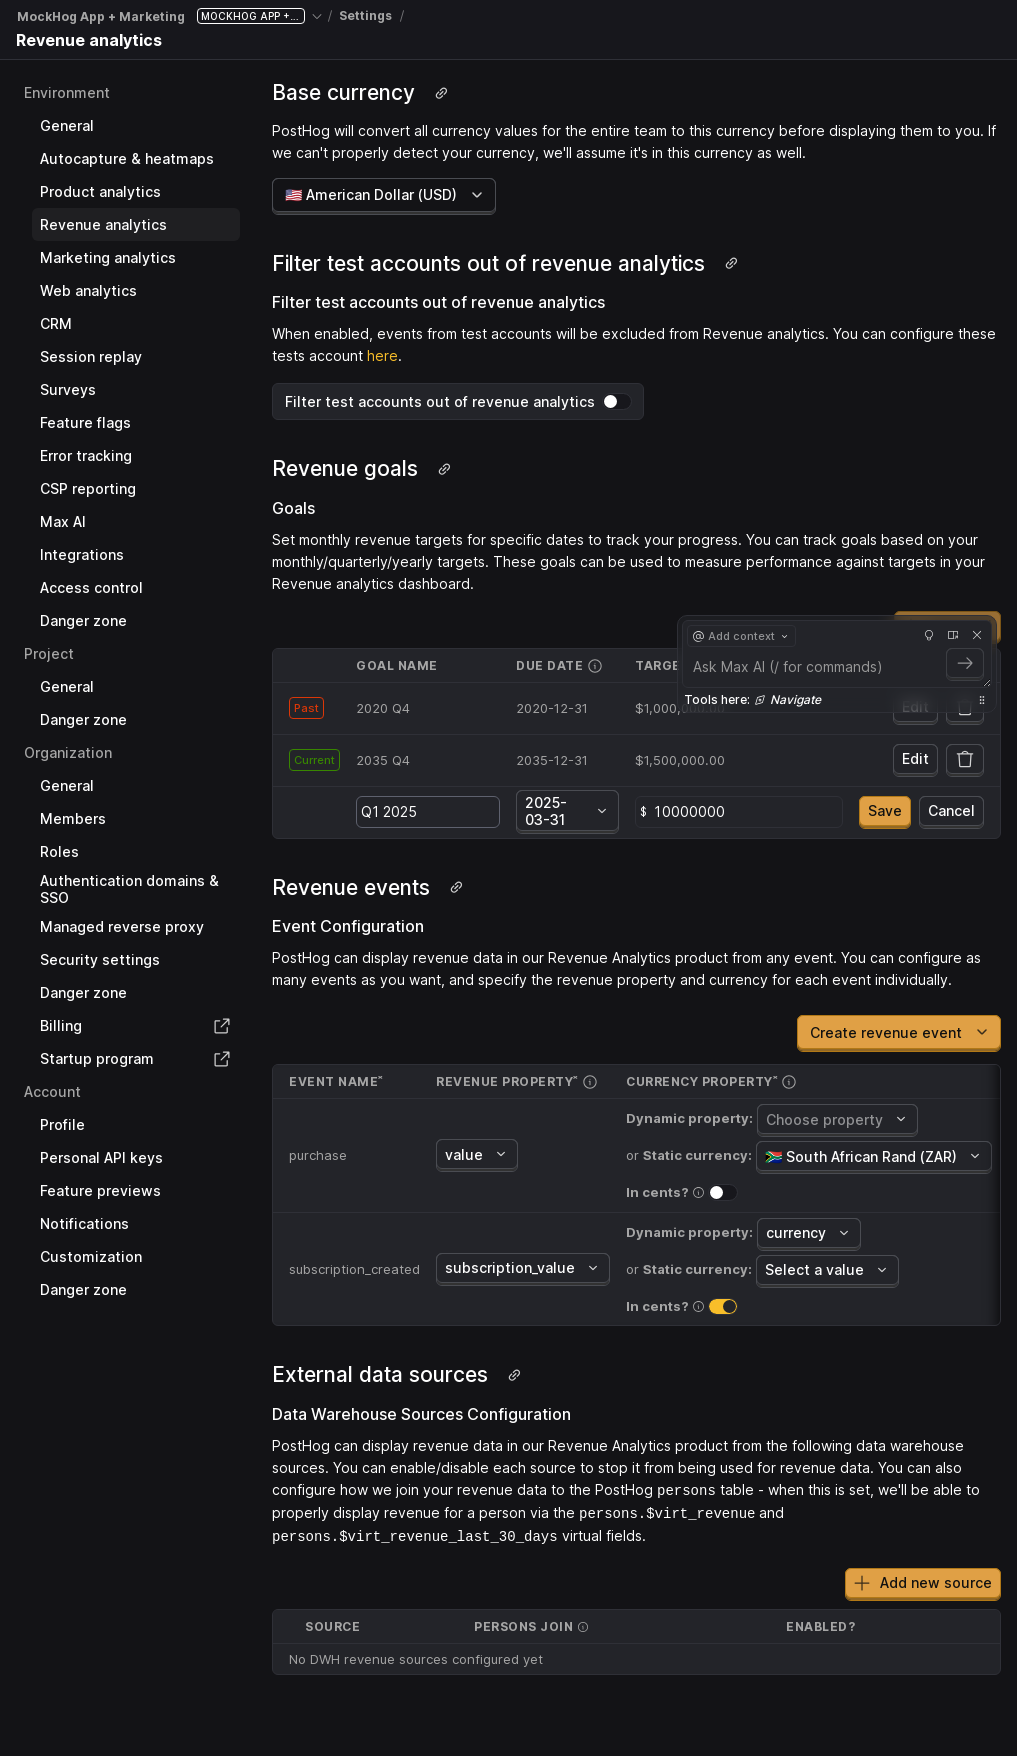 MockHog App + Marketing MOCKHOG APP +... / Settings /
Revenue analytics
Environment
General
Autocapture & heatmaps
Product analytics
Revenue analytics
Marketing analytics
Web analytics
CRM
Session replay
Surveys
Feature flags
Error tracking
CSP reporting
Max AI
Integrations
Access control
Danger zone
Project
General
Danger zone
Organization
General
Members
Roles
Authentication domains &
SSO
Managed reverse proxy
Security settings
Danger zone
Billing
Startup program
Account
Profile
Personal API keys
Feature previews
Notifications
Customization
Danger zone
Base currency
PostHog will convert all currency values for the entire team to this currency before displaying them to you. If
we can't properly detect your currency, we'll assume it's in this currency as well.
🇺🇸 American Dollar (USD)
Filter test accounts out of revenue analytics
Filter test accounts out of revenue analytics
When enabled, events from test accounts will be excluded from Revenue analytics. You can configure these
tests account here.
Filter test accounts out of revenue analytics
Revenue goals
Goals
Set monthly revenue targets for specific dates to track your progress. You can track goals based on your
monthly/quarterly/yearly targets. These goals can be used to measure performance against targets in your
Revenue analytics dashboard.
@ Add context
Ask Max AI (/ for commands)
Tools here: Navigate
GOAL NAME DUE DATE TARGE
Past 2020 Q4 2020-12-31 $1,000,000.00 Edit
Current 2035 Q4 2035-12-31 $1,500,000.00 Edit
Q1 2025 2025-
03-31 $ 10000000 Save Cancel
Revenue events
Event Configuration
PostHog can display revenue data in our Revenue Analytics product from any event. You can configure as
many events as you want, and specify the revenue property and currency for each event individually.
Create revenue event
EVENT NAME* REVENUE PROPERTY* CURRENCY PROPERTY*
purchase value Dynamic property: Choose property
or Static currency: 🇿🇦 South African Rand (ZAR)
In cents?
subscription_created subscription_value Dynamic property: currency
or Static currency: Select a value
In cents?
External data sources
Data Warehouse Sources Configuration
PostHog can display revenue data in our Revenue Analytics product from the following data warehouse
sources. You can enable/disable each source to stop it from being used for revenue data. You can also
configure how we join your revenue data to the PostHog persons table - when this is set, we'll be able to
properly display revenue for a person via the persons.$virt_revenue and
persons.$virt_revenue_last_30_days virtual fields.
Add new source
SOURCE PERSONS JOIN ENABLED?
No DWH revenue sources configured yet